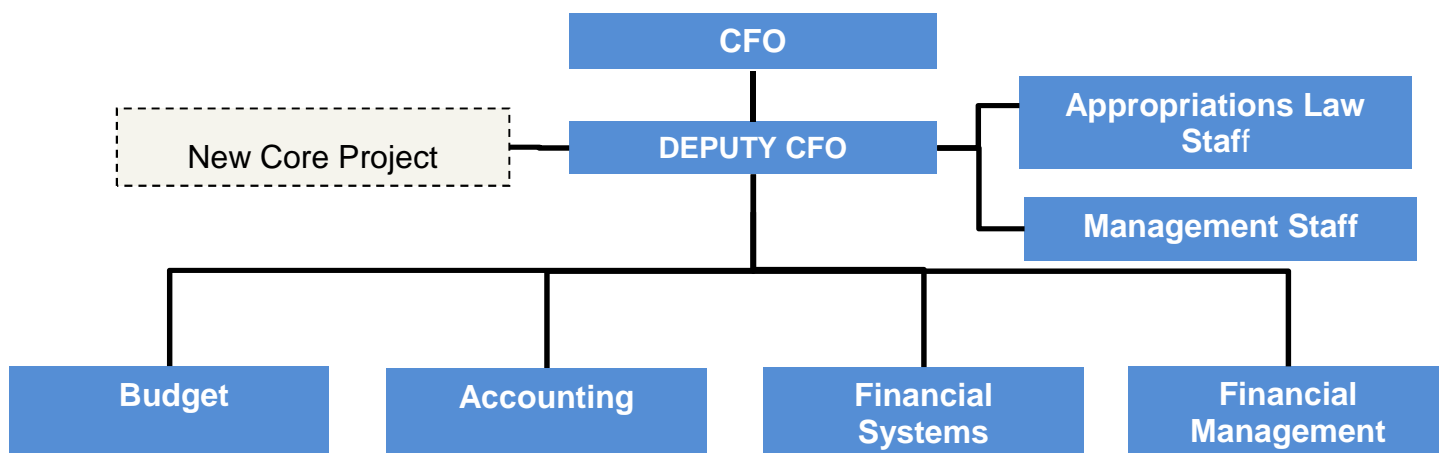 CFO
Appropriations Law
Staff
New Core Project
DEPUTY CFO
Management Staff
Budget
Accounting
Financial
Systems
Financial
Management